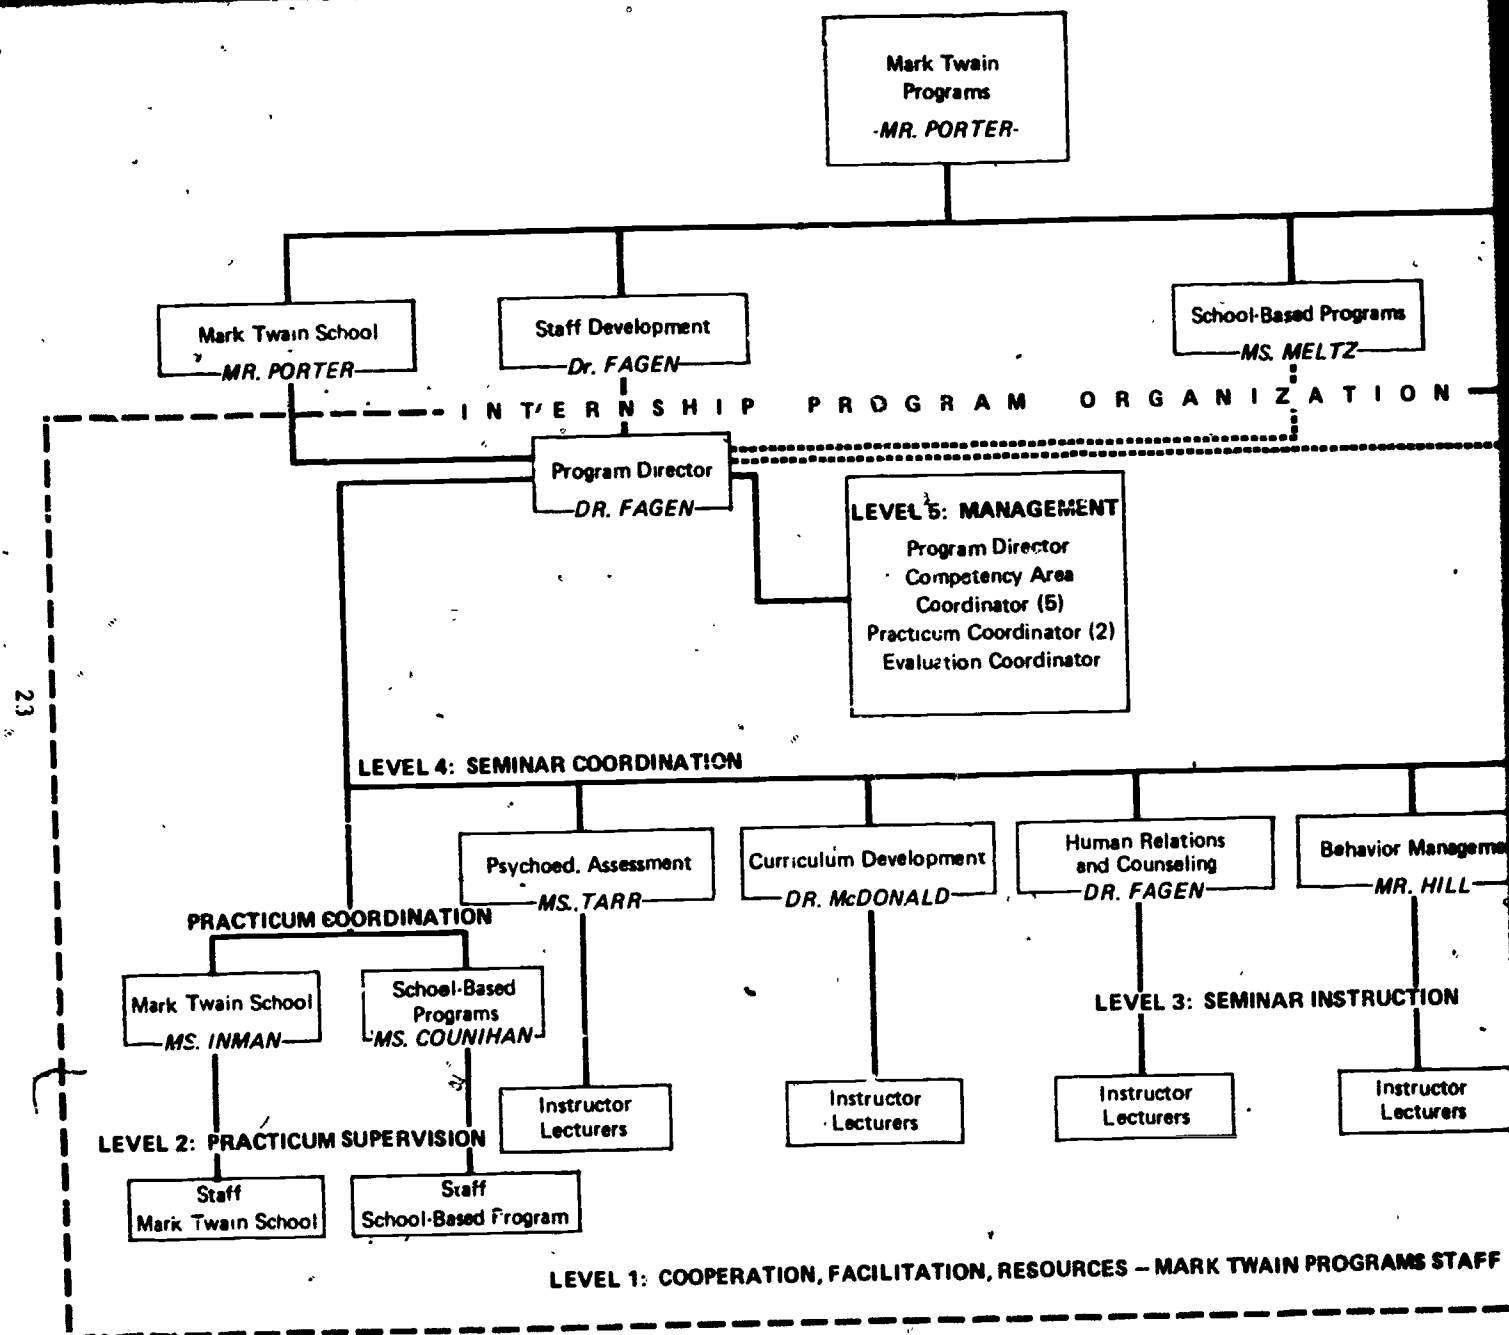 Mark Twain
Programs
-MR. PORTER-
Mark Twain School
MR. PORTER
Staff Development
Dr. FAGEN
School-Based Programs
MS. MELTZ
INTERNSHIP PROGRAM ORGANIZATION
Program Director
DR. FAGEN
LEVEL 5: MANAGEMENT
Program Director
Competency Area
Coordinator (5)
Practicum Coordinator (2)
Evaluation Coordinator
23
LEVEL 4: SEMINAR COORDINATION
Psychoed. Assessment
MS. TARR
Curriculum Development
DR. McDONALD
Human Relations
and Counseling
DR. FAGEN
Behavior Manageme
MR. HILL
PRACTICUM COORDINATION
Mark Twain School
MS. INMAN
School-Based
Programs
MS. COUNIHAN
LEVEL 3: SEMINAR INSTRUCTION
Instructor
Lecturers
Instructor
Lecturers
Instructor
Lecturers
Instructor
Lecturers
LEVEL 2: PRACTICUM SUPERVISION
Staff
Mark Twain School
Staff
School-Based Program
LEVEL 1: COOPERATION, FACILITATION, RESOURCES – MARK TWAIN PROGRAMS STAFF